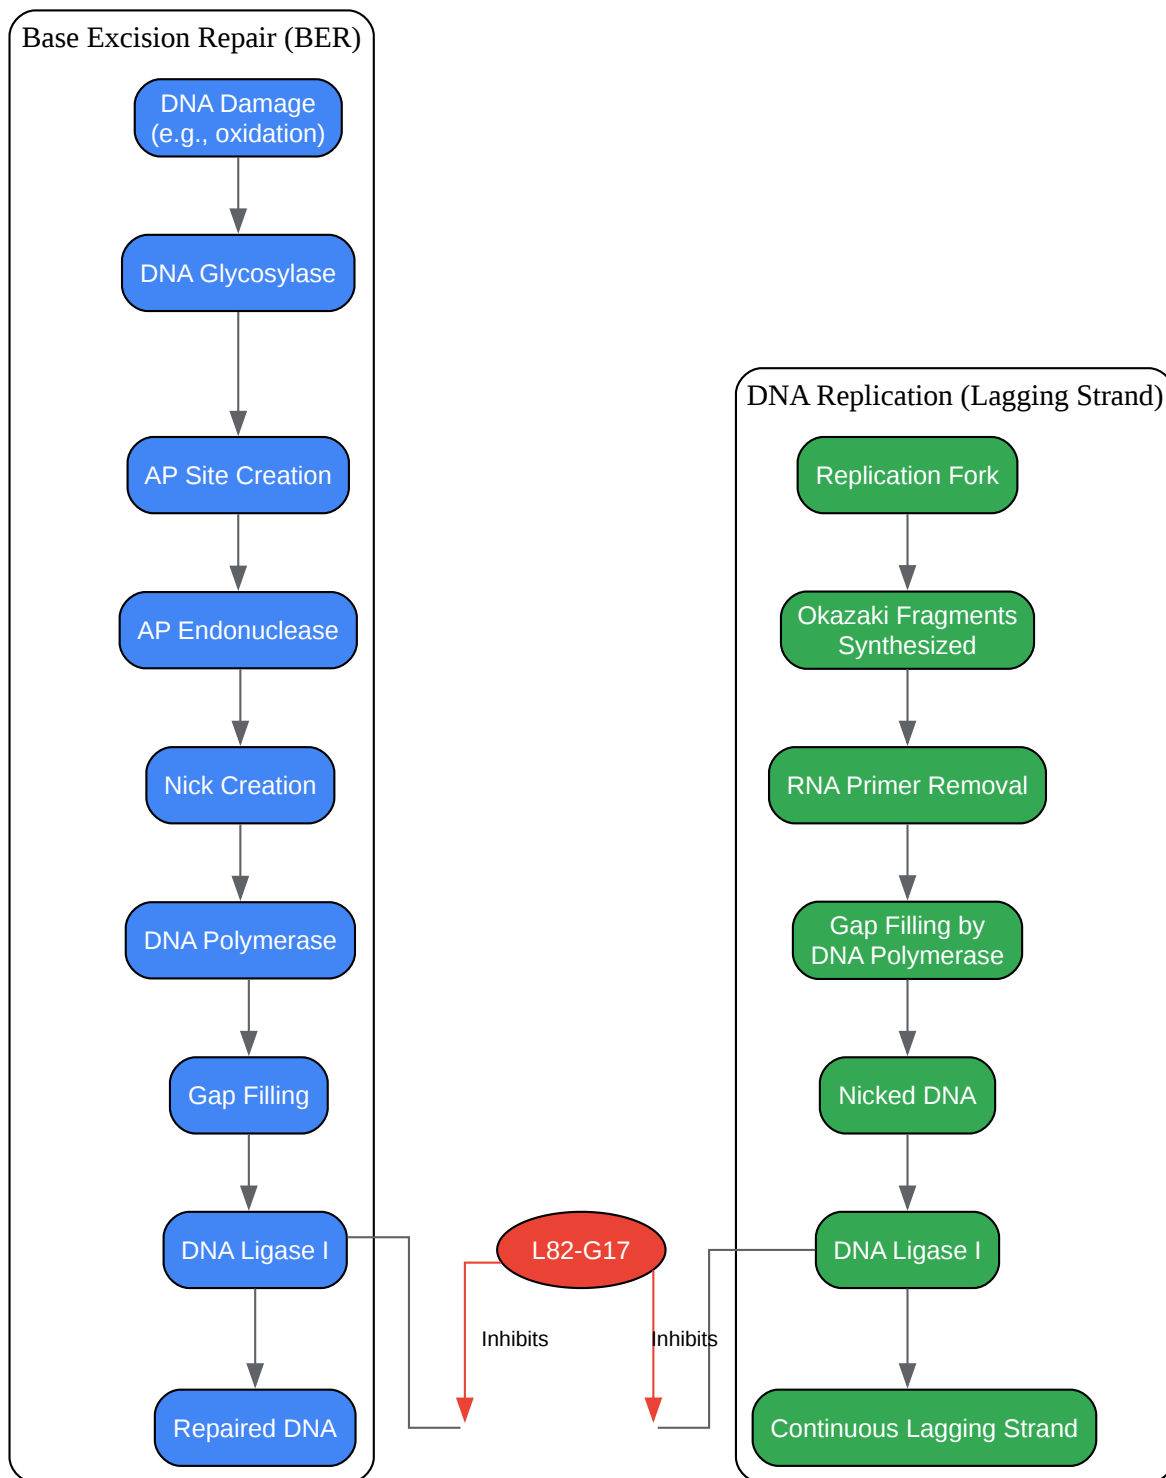 Base Excision Repair (BER)
DNA Damage
(e.g., oxidation)
DNA Glycosylase
AP Site Creation
AP Endonuclease
Nick Creation
DNA Polymerase
Gap Filling
DNA Ligase I
Repaired DNA
L82-G17
Inhibits
Inhibits
DNA Replication (Lagging Strand)
Replication Fork
Okazaki Fragments
Synthesized
RNA Primer Removal
Gap Filling by
DNA Polymerase
Nicked DNA
DNA Ligase I
Continuous Lagging Strand